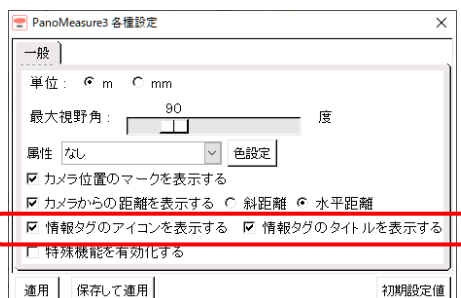 PanoMeasure3 各種設定
一般
単位: m mm
最大視野角: 90 度
属性 なし 色設定
カメラ位置のマークを表示する
カメラからの距離を表示する 斜距離 水平距離
情報タグのアイコンを表示する 情報タグのタイトルを表示する
特殊機能を有効化する
適用 保存して適用 初期設定値